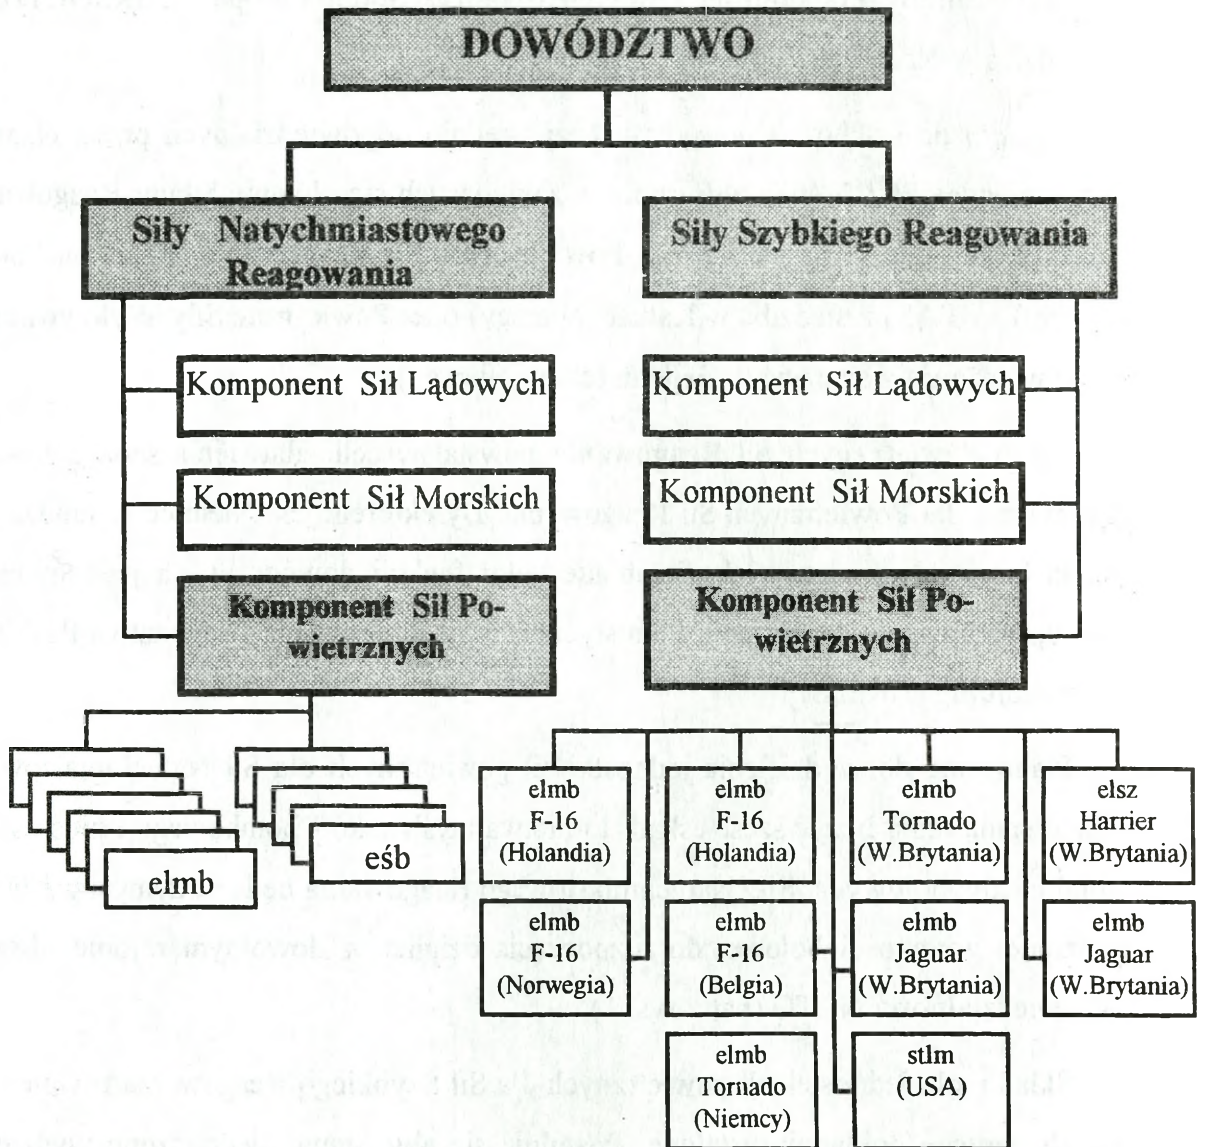 DOWÓDZTWO
Siły Natychmiastowego
Reagowania
Komponent Sił Lądowych
Komponent Sił Morskich
Komponent Sił Po-
wietrznych
elmb
eśb
Siły Szybkiego Reagowania
Komponent Sił Lądowych
Komponent Sił Morskich
Komponent Sił Po-
wietrznych
elmb
F-16
(Holandia)
elmb
F-16
(Holandia)
elmb
Tornado
(W.Brytania)
elsz
Harrier
(W.Brytania)
elmb
F-16
(Norwegia)
elmb
F-16
(Belgia)
elmb
Jaguar
(W.Brytania)
elmb
Jaguar
(W.Brytania)
elmb
Tornado
(Niemcy)
stlm
(USA)